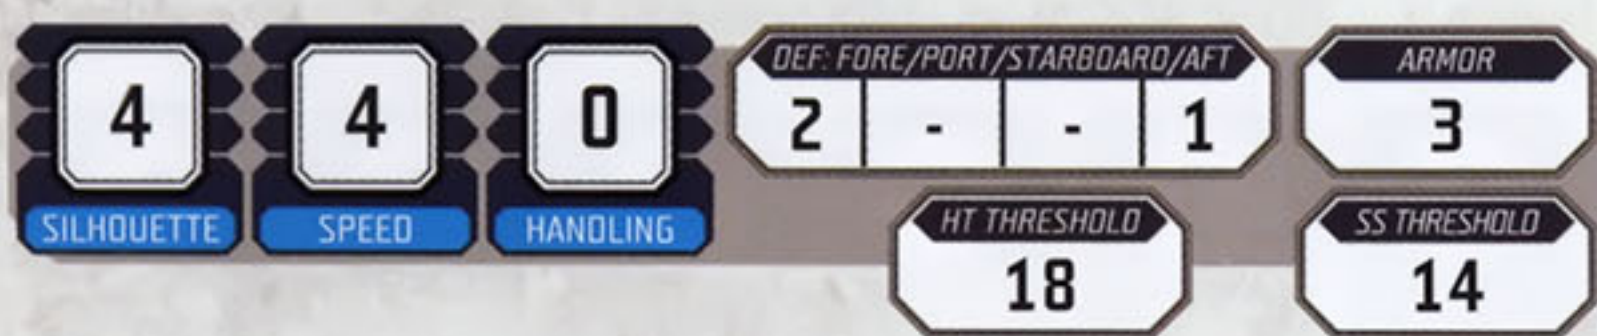 4 4 0 DEF: FORE/PORT/STARBOARD/AFT ARMOR
2 - - 1 3
SILHOUETTE SPEED HANDLING HT THRESHOLD SS THRESHOLD
18 14